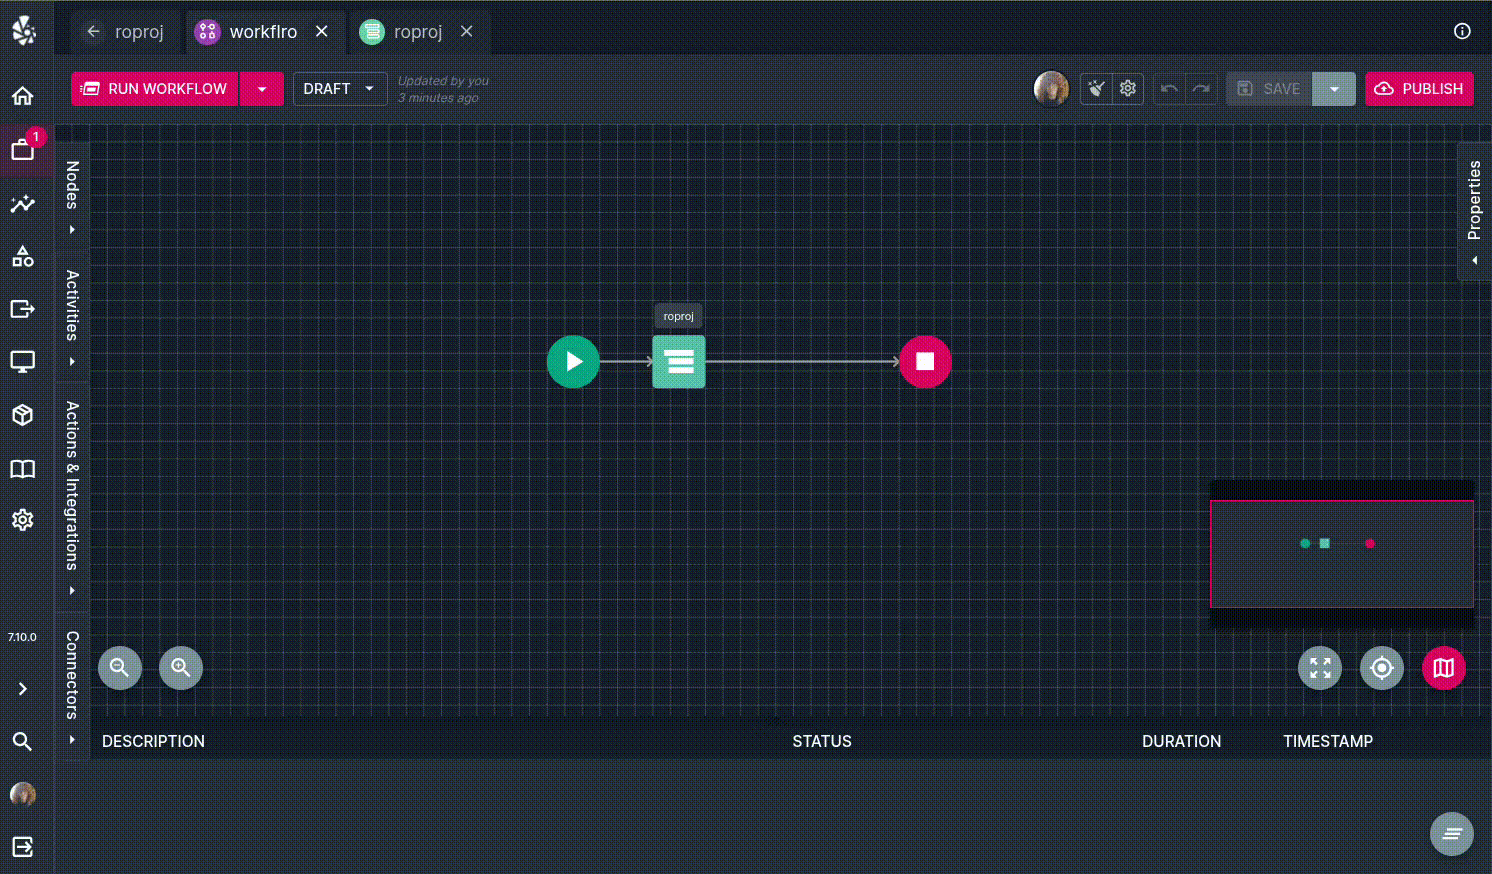 roproj
workflro
roproj
RUN WORKFLOW
DRAFT
Updated by you
3 minutes ago
SAVE
PUBLISH
1
Nodes
Activities
Actions & Integrations
Connectors
Properties
roproj
7.10.0
DESCRIPTION
STATUS
DURATION
TIMESTAMP